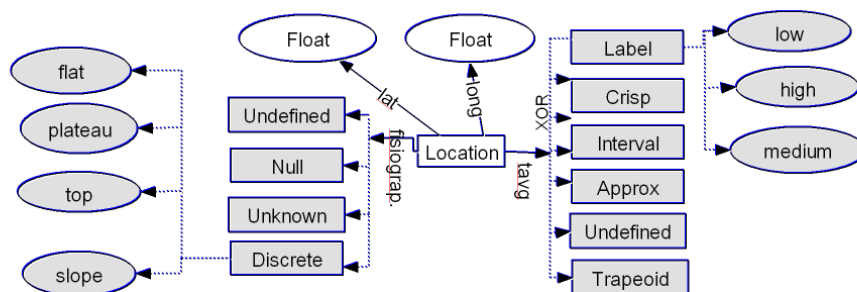 Float
Float
Label
low
flat
lat
long
XOR
Crisp
high
plateau
Undefined
fisiograp.
Location
Interval
medium
Null
tavg
top
Approx
Unknown
Undefined
Discrete
slope
Trapeoid